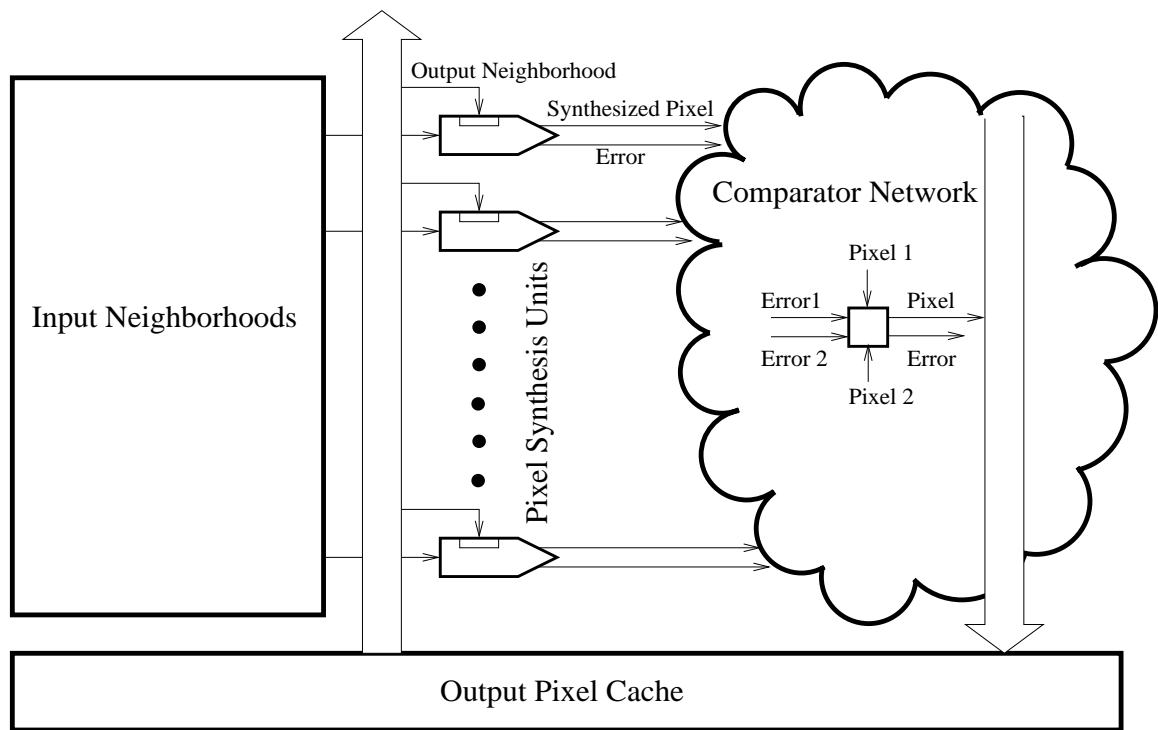 Output Neighborhood
Synthesized Pixel
Error
Comparator Network
Input Neighborhoods
Pixel Synthesis Units
Pixel 1
Error1
Pixel
Error 2
Error
Pixel 2
Output Pixel Cache